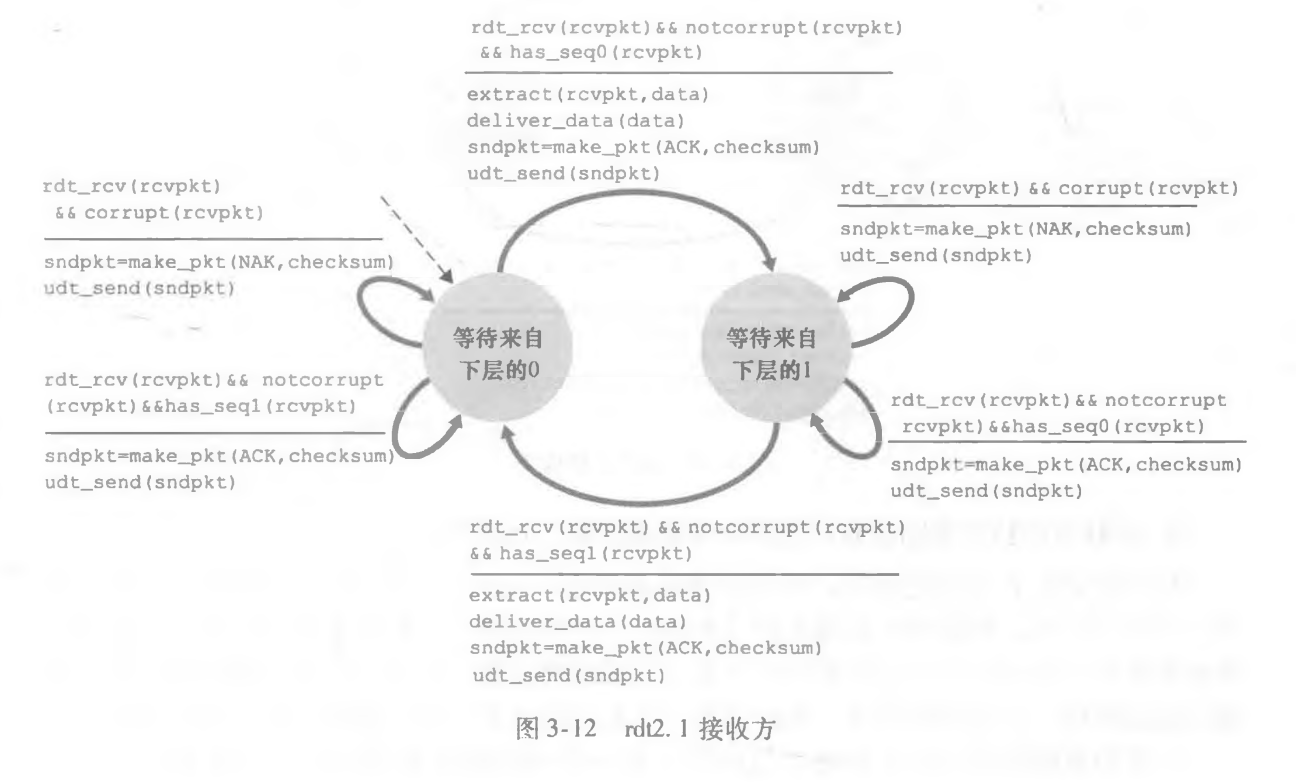 rdt_rcv(rcvpkt)&& notcorrupt(rcvpkt)
&& has_seq0(rcvpkt)
extract(rcvpkt,data)
deliver_data(data)
sndpkt=make_pkt(ACK,checksum)
udt_send(sndpkt)
rdt_rcv(rcvpkt)
&& corrupt(rcvpkt)
sndpkt=make_pkt(NAK,checksum)
udt_send(sndpkt)
rdt_rcv(rcvpkt) && corrupt(rcvpkt)
sndpkt=make_pkt(NAK,checksum)
udt_send(sndpkt)
等待来自
下层的0
等待来自
下层的1
rdt_rcv(rcvpkt)&& notcorrupt
(rcvpkt)&&has_seq1(rcvpkt)
sndpkt=make_pkt(ACK,checksum)
udt_send(sndpkt)
rdt_rcv(rcvpkt)&& notcorrupt
rcvpkt)&&has_seq0(rcvpkt)
sndpkt=make_pkt(ACK,checksum)
udt_send(sndpkt)
rdt_rcv(rcvpkt) && notcorrupt(rcvpkt)
&& has_seq1(rcvpkt)
extract(rcvpkt,data)
deliver_data(data)
sndpkt=make_pkt(ACK,checksum)
udt_send(sndpkt)
图 3-12 rdt2.1 接收方